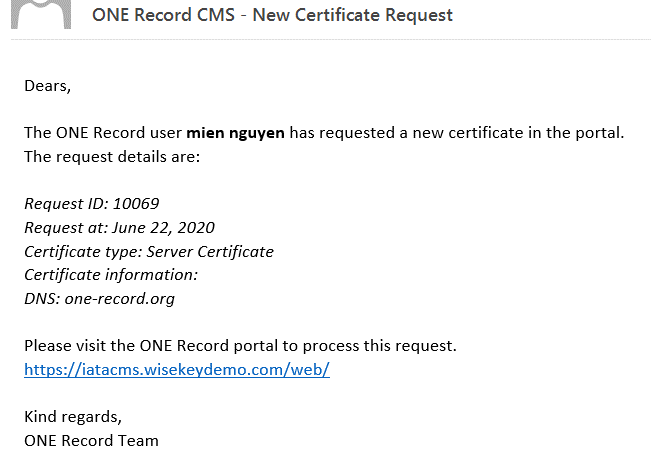 ONE Record CMS - New Certificate Request
Dears,
The ONE Record user mien nguyen has requested a new certificate in the portal.
The request details are:
Request ID: 10069
Request at: June 22, 2020
Certificate type: Server Certificate
Certificate information:
DNS: one-record.org
Please visit the ONE Record portal to process this request.
https://iatacms.wisekeydemo.com/web/
Kind regards,
ONE Record Team